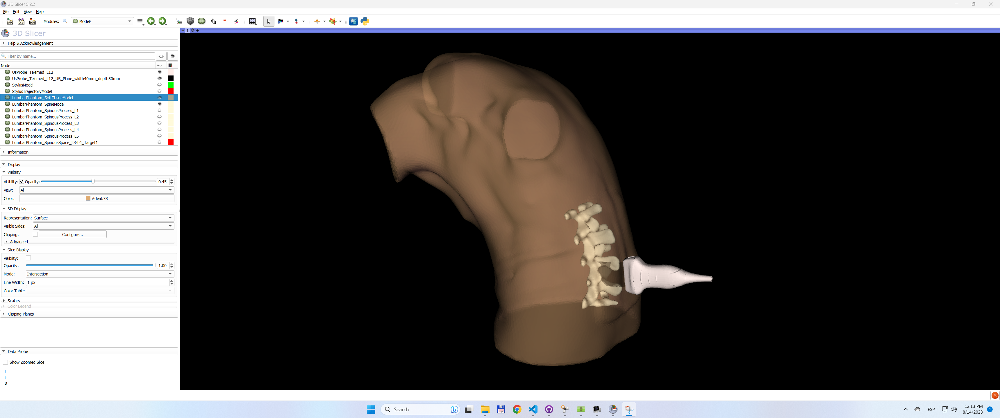 3D Slicer 5.2.2
File Edit View Help
DATA DCM SAVE Modules: Models
1
3D Slicer
Help & Acknowledgement
Filter by name...
Node
UsProbe_Telemed_L12
UsProbe_Telemed_L12_US_Plane_width40mm_depth50mm
StylusModel
StylusTrajectoryModel
LumbarPhantom_SoftTissueModel
LumbarPhantom_SpineModel
LumbarPhantom_SpinousProcess_L1
LumbarPhantom_SpinousProcess_L2
LumbarPhantom_SpinousProcess_L3
LumbarPhantom_SpinousProcess_L4
LumbarPhantom_SpinousProcess_L5
LumbarPhantom_SpinousSpace_L3-L4_Target1
Information
Display
Visibility
Visibility: Opacity: 0.45
View: All
Color: #deab73
3D Display
Representation: Surface
Visible Sides: All
Clipping: Configure...
Advanced
Slice Display
Visibility:
Opacity: 1.00
Mode: Intersection
Line Width: 1 px
Color Table:
Scalars
Color Legend
Clipping Planes
Data Probe
Show Zoomed Slice
L
F
B
Search
ESP
12:13 PM
8/14/2023
1